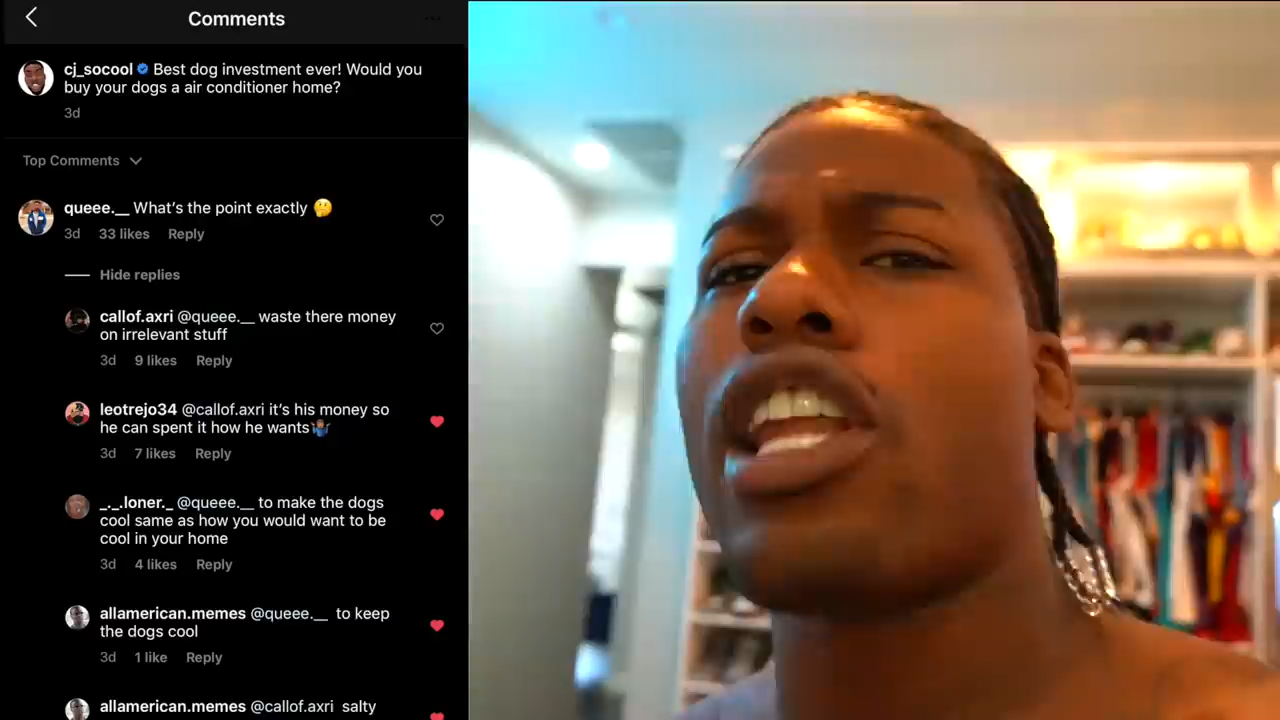 Comments
cj_socool Best dog investment ever! Would you
buy your dogs a air conditioner home?
3d
Top Comments
queee.__ What's the point exactly 🤔
3d 33 likes Reply
Hide replies
callof.axri @queee.__ waste there money
on irrelevant stuff
3d 9 likes Reply
leotrejo34 @callof.axri it's his money so
he can spent it how he wants🤷🏾‍♂️
3d 7 likes Reply
_._.loner._ @queee.__ to make the dogs
cool same as how you would want to be
cool in your home
3d 4 likes Reply
allamerican.memes @queee.__ to keep
the dogs cool
3d 1 like Reply
allamerican.memes @callof.axri salty